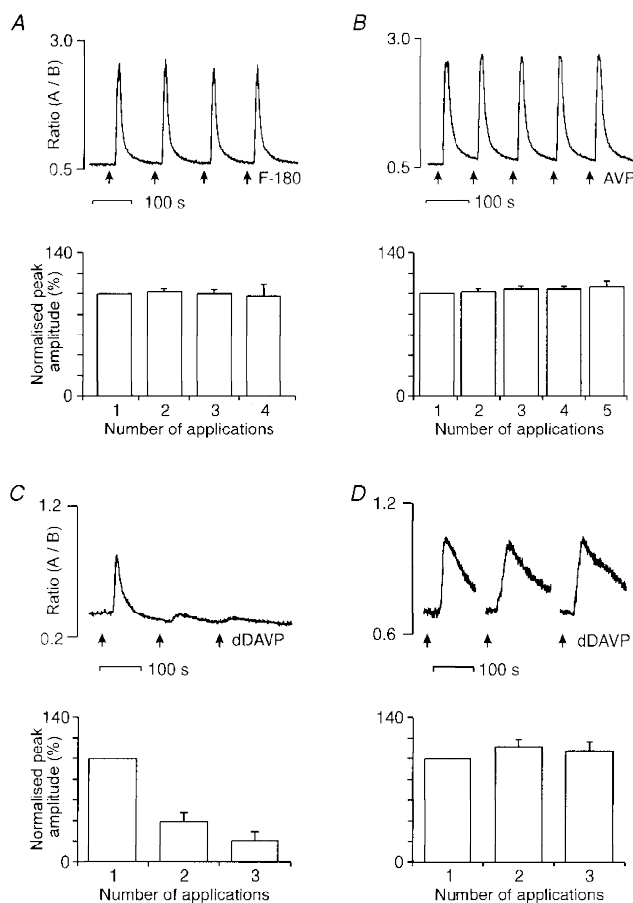 A
3.0
Ratio (A / B)
0.5
F-180
100 s
140
Normalised peak
amplitude (%)
0
1 2 3 4
Number of applications
B
3.0
0.5
AVP
100 s
140
0
1 2 3 4 5
Number of applications
C
1.2
Ratio (A / B)
0.2
dDAVP
100 s
140
Normalised peak
amplitude (%)
0
1 2 3
Number of applications
D
1.2
0.6
dDAVP
100 s
140
0
1 2 3
Number of applications